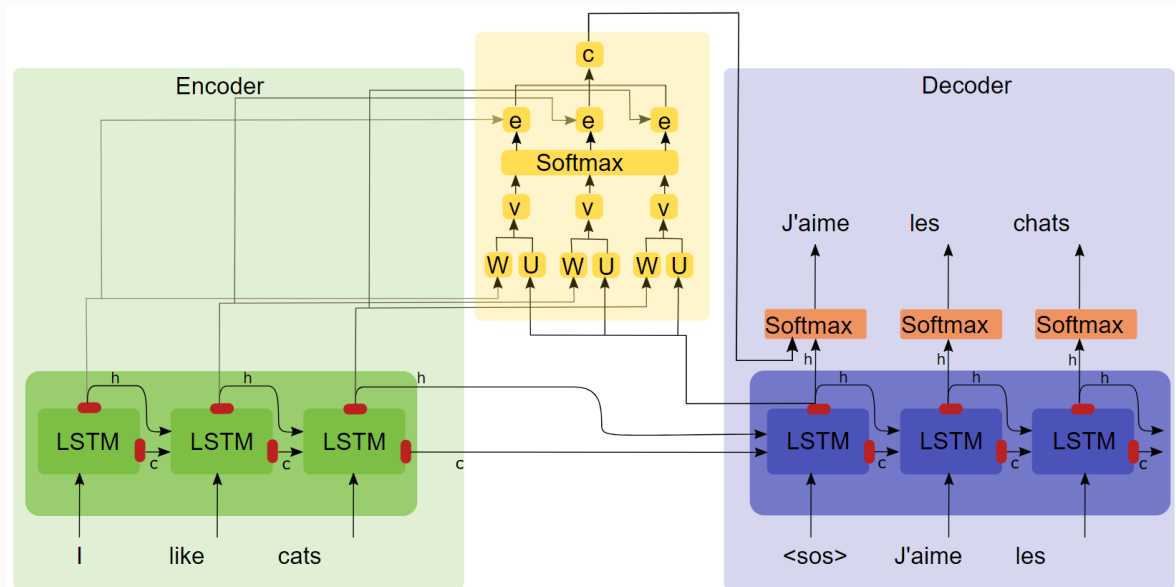 Encoder
h
h
h
LSTM
LSTM
LSTM
c
c
c
I
like
cats
c
e
e
e
Softmax
v
v
v
W
U
W
U
W
U
Decoder
J'aime
les
chats
Softmax
Softmax
Softmax
h
h
h
h
h
h
LSTM
LSTM
LSTM
c
c
c
<sos>
J'aime
les